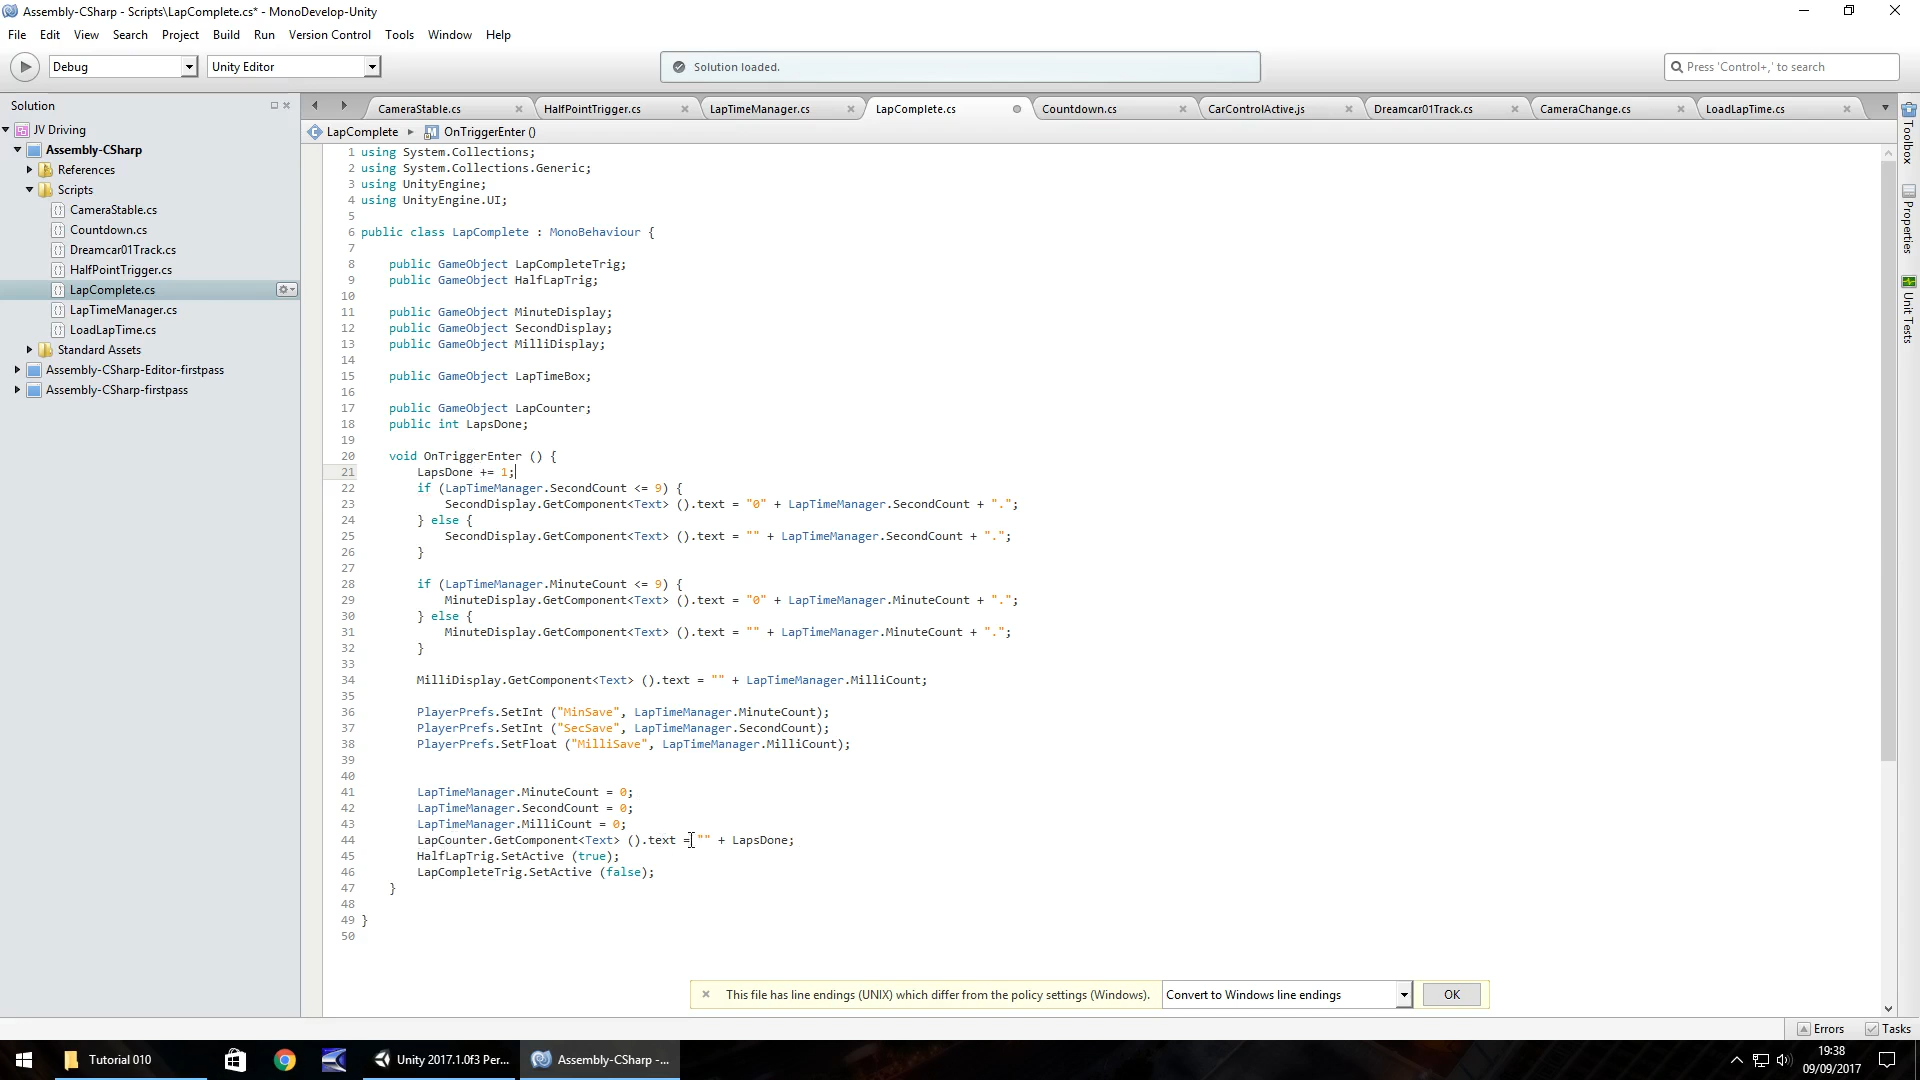 Assembly-CSharp - Scripts\LapComplete.cs* - MonoDevelop-Unity
File Edit View Search Project Build Run Version Control Tools Window Help
Debug Unity Editor Solution loaded. Press 'Control+,' to search
Solution CameraStable.cs HalfPointTrigger.cs LapTimeManager.cs LapComplete.cs Countdown.cs CarControlActive.js Dreamcar01Track.cs CameraChange.cs LoadLapTime.cs
LapComplete OnTriggerEnter ()
JV Driving
Assembly-CSharp
References
Scripts
CameraStable.cs
Countdown.cs
Dreamcar01Track.cs
HalfPointTrigger.cs
LapComplete.cs
LapTimeManager.cs
LoadLapTime.cs
Standard Assets
Assembly-CSharp-Editor-firstpass
Assembly-CSharp-firstpass
1 using System.Collections;
2 using System.Collections.Generic;
3 using UnityEngine;
4 using UnityEngine.UI;
5
6 public class LapComplete : MonoBehaviour {
7
8 public GameObject LapCompleteTrig;
9 public GameObject HalfLapTrig;
10
11 public GameObject MinuteDisplay;
12 public GameObject SecondDisplay;
13 public GameObject MilliDisplay;
14
15 public GameObject LapTimeBox;
16
17 public GameObject LapCounter;
18 public int LapsDone;
19
20 void OnTriggerEnter () {
21 LapsDone += 1;
22 if (LapTimeManager.SecondCount <= 9) {
23 SecondDisplay.GetComponent<Text> ().text = "0" + LapTimeManager.SecondCount + ".";
24 } else {
25 SecondDisplay.GetComponent<Text> ().text = "" + LapTimeManager.SecondCount + ".";
26 }
27
28 if (LapTimeManager.MinuteCount <= 9) {
29 MinuteDisplay.GetComponent<Text> ().text = "0" + LapTimeManager.MinuteCount + ".";
30 } else {
31 MinuteDisplay.GetComponent<Text> ().text = "" + LapTimeManager.MinuteCount + ".";
32 }
33
34 MilliDisplay.GetComponent<Text> ().text = "" + LapTimeManager.MilliCount;
35
36 PlayerPrefs.SetInt ("MinSave", LapTimeManager.MinuteCount);
37 PlayerPrefs.SetInt ("SecSave", LapTimeManager.SecondCount);
38 PlayerPrefs.SetFloat ("MilliSave", LapTimeManager.MilliCount);
39
40
41 LapTimeManager.MinuteCount = 0;
42 LapTimeManager.SecondCount = 0;
43 LapTimeManager.MilliCount = 0;
44 LapCounter.GetComponent<Text> ().text = "" + LapsDone;
45 HalfLapTrig.SetActive (true);
46 LapCompleteTrig.SetActive (false);
47 }
48
49 }
50
Toolbox
Properties
Unit Tests
This file has line endings (UNIX) which differ from the policy settings (Windows). Convert to Windows line endings OK
Errors Tasks
Tutorial 010 Unity 2017.1.0f3 Per... Assembly-CSharp -...
19:38
09/09/2017